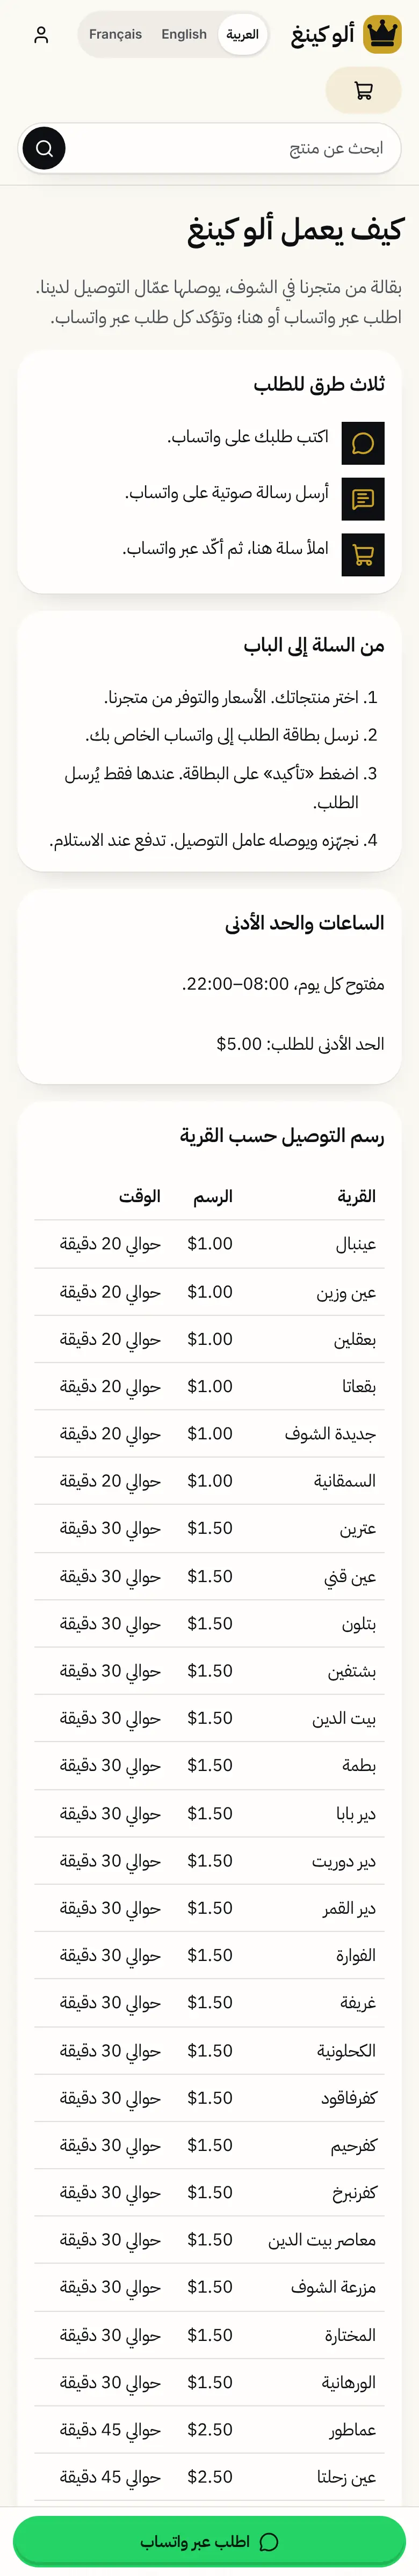 ألو كينغ
العربية English Français
ابحث عن منتج
كيف يعمل ألو كينغ
بقالة من متجرنا في الشوف، يوصلها عمّال التوصيل لدينا.
اطلب عبر واتساب أو هنا؛ وتؤكد كل طلب عبر واتساب.
ثلاث طرق للطلب
اكتب طلبك على واتساب.
أرسل رسالة صوتية على واتساب.
املأ سلة هنا، ثم أكّد عبر واتساب.
من السلة إلى الباب
1. اختر منتجاتك. الأسعار والتوفر من متجرنا.
2. نرسل بطاقة الطلب إلى واتساب الخاص بك.
3. اضغط «تأكيد» على البطاقة. عندها فقط يُرسل
الطلب.
4. نجهّزه ويوصله عامل التوصيل. تدفع عند الاستلام.
الساعات والحد الأدنى
مفتوح كل يوم، 08:00–22:00.
الحد الأدنى للطلب: $5.00
رسم التوصيل حسب القرية
القرية الرسم الوقت
عينبال $1.00 حوالي 20 دقيقة
عين وزين $1.00 حوالي 20 دقيقة
بعقلين $1.00 حوالي 20 دقيقة
بقعاتا $1.00 حوالي 20 دقيقة
جديدة الشوف $1.00 حوالي 20 دقيقة
السمقانية $1.00 حوالي 20 دقيقة
عترين $1.50 حوالي 30 دقيقة
عين قني $1.50 حوالي 30 دقيقة
بتلون $1.50 حوالي 30 دقيقة
بشتفين $1.50 حوالي 30 دقيقة
بيت الدين $1.50 حوالي 30 دقيقة
بطمة $1.50 حوالي 30 دقيقة
دير بابا $1.50 حوالي 30 دقيقة
دير دوريت $1.50 حوالي 30 دقيقة
دير القمر $1.50 حوالي 30 دقيقة
الفوارة $1.50 حوالي 30 دقيقة
غريفة $1.50 حوالي 30 دقيقة
الكحلونية $1.50 حوالي 30 دقيقة
كفرفاقود $1.50 حوالي 30 دقيقة
كفرحيم $1.50 حوالي 30 دقيقة
كفرنبرخ $1.50 حوالي 30 دقيقة
معاصر بيت الدين $1.50 حوالي 30 دقيقة
مزرعة الشوف $1.50 حوالي 30 دقيقة
المختارة $1.50 حوالي 30 دقيقة
الورهانية $1.50 حوالي 30 دقيقة
عماطور $2.50 حوالي 45 دقيقة
عين زحلتا $2.50 حوالي 45 دقيقة
اطلب عبر واتساب